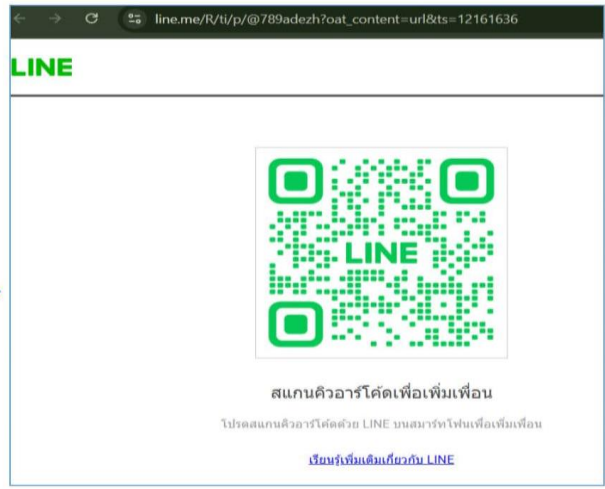 line.me/R/ti/p/@789adezh?oat_content=url&ts=12161636
LINE
LINE
สแกนคิวอาร์โค้ดเพื่อเพิ่มเพื่อน
โปรดสแกนคิวอาร์โค้ดด้วย LINE บนสมาร์ทโฟนเพื่อเพิ่มเพื่อน
เรียนรู้เพิ่มเติมเกี่ยวกับ LINE